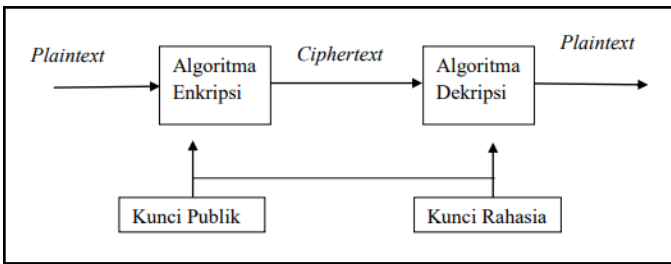 Plaintext
Algoritma
Enkripsi
Ciphertext
Algoritma
Dekripsi
Plaintext
Kunci Publik
Kunci Rahasia